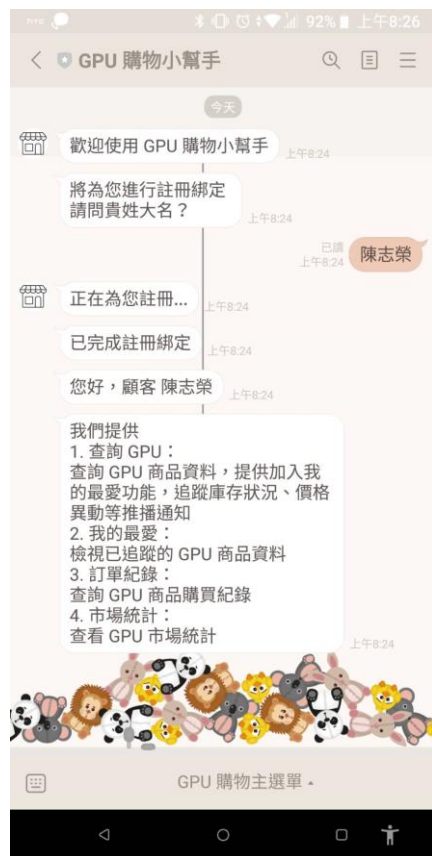 92% 上午8:26
GPU 購物小幫手
今天
歡迎使用 GPU 購物小幫手
上午8:24
將為您進行註冊綁定
請問貴姓大名？
上午8:24
已讀
上午8:24
陳志榮
正在為您註冊...
上午8:24
已完成註冊綁定
上午8:24
您好，顧客 陳志榮
上午8:24
我們提供
1. 查詢 GPU：
查詢 GPU 商品資料，提供加入我
的最愛功能，追蹤庫存狀況、價格
異動等推播通知
2. 我的最愛：
檢視已追蹤的 GPU 商品資料
3. 訂單紀錄：
查詢 GPU 商品購買紀錄
4. 市場統計：
查看 GPU 市場統計
上午8:24
GPU 購物主選單